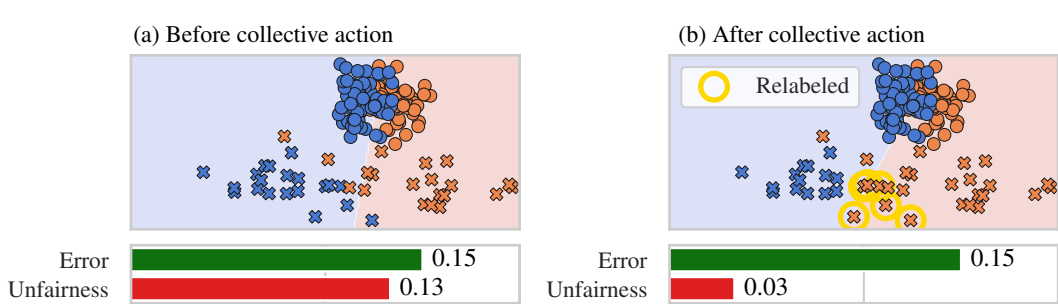 (a) Before collective action
Error 0.15
Unfairness 0.13
(b) After collective action
Relabeled
Error 0.15
Unfairness 0.03